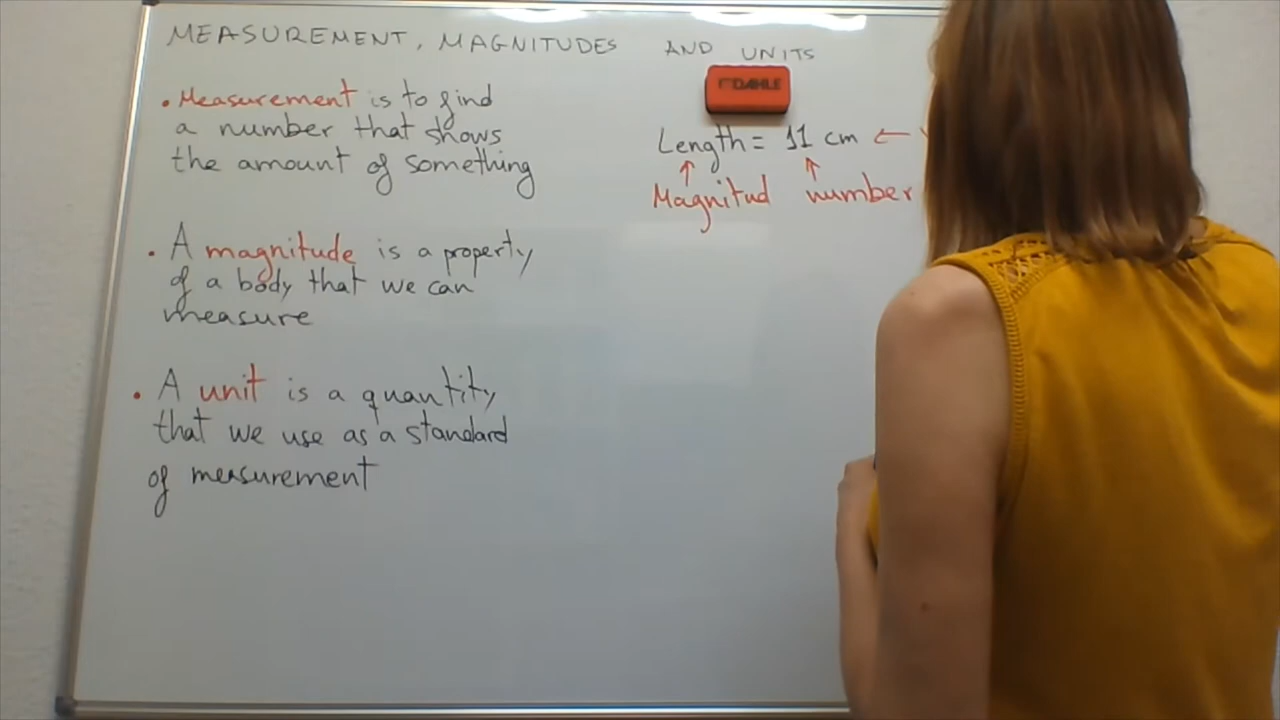 MEASUREMENT, MAGNITUDES AND UNITS
• Measurement is to find
a number that shows
the amount of something
• A magnitude is a property
of a body that we can
measure
• A unit is a quantity
that we use as a standard
of measurement
DAHLE
Length = 11 cm ←
↑ ↑
Magnitud number